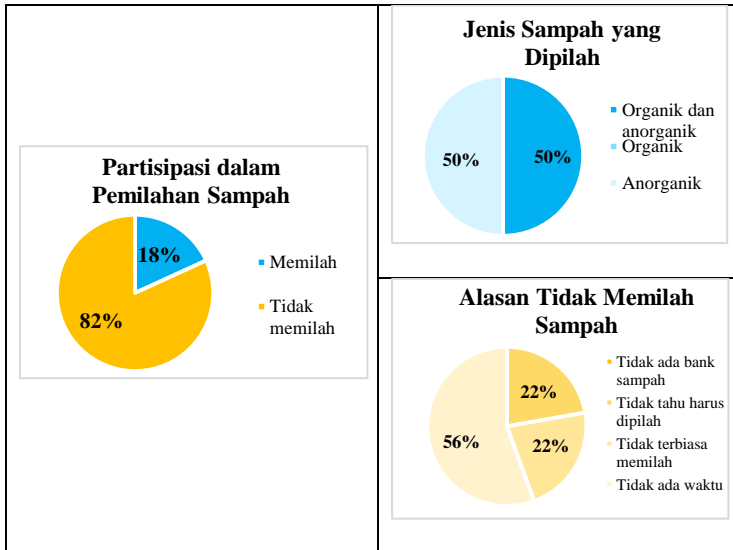 Partisipasi dalam
Pemilahan Sampah
18%
82%
Memilah
Tidak
memilah
Jenis Sampah yang
Dipilah
50%
50%
Organik dan
anorganik
Organik
Anorganik
Alasan Tidak Memilah
Sampah
22%
56%
22%
Tidak ada bank
sampah
Tidak tahu harus
dipilah
Tidak terbiasa
memilah
Tidak ada waktu